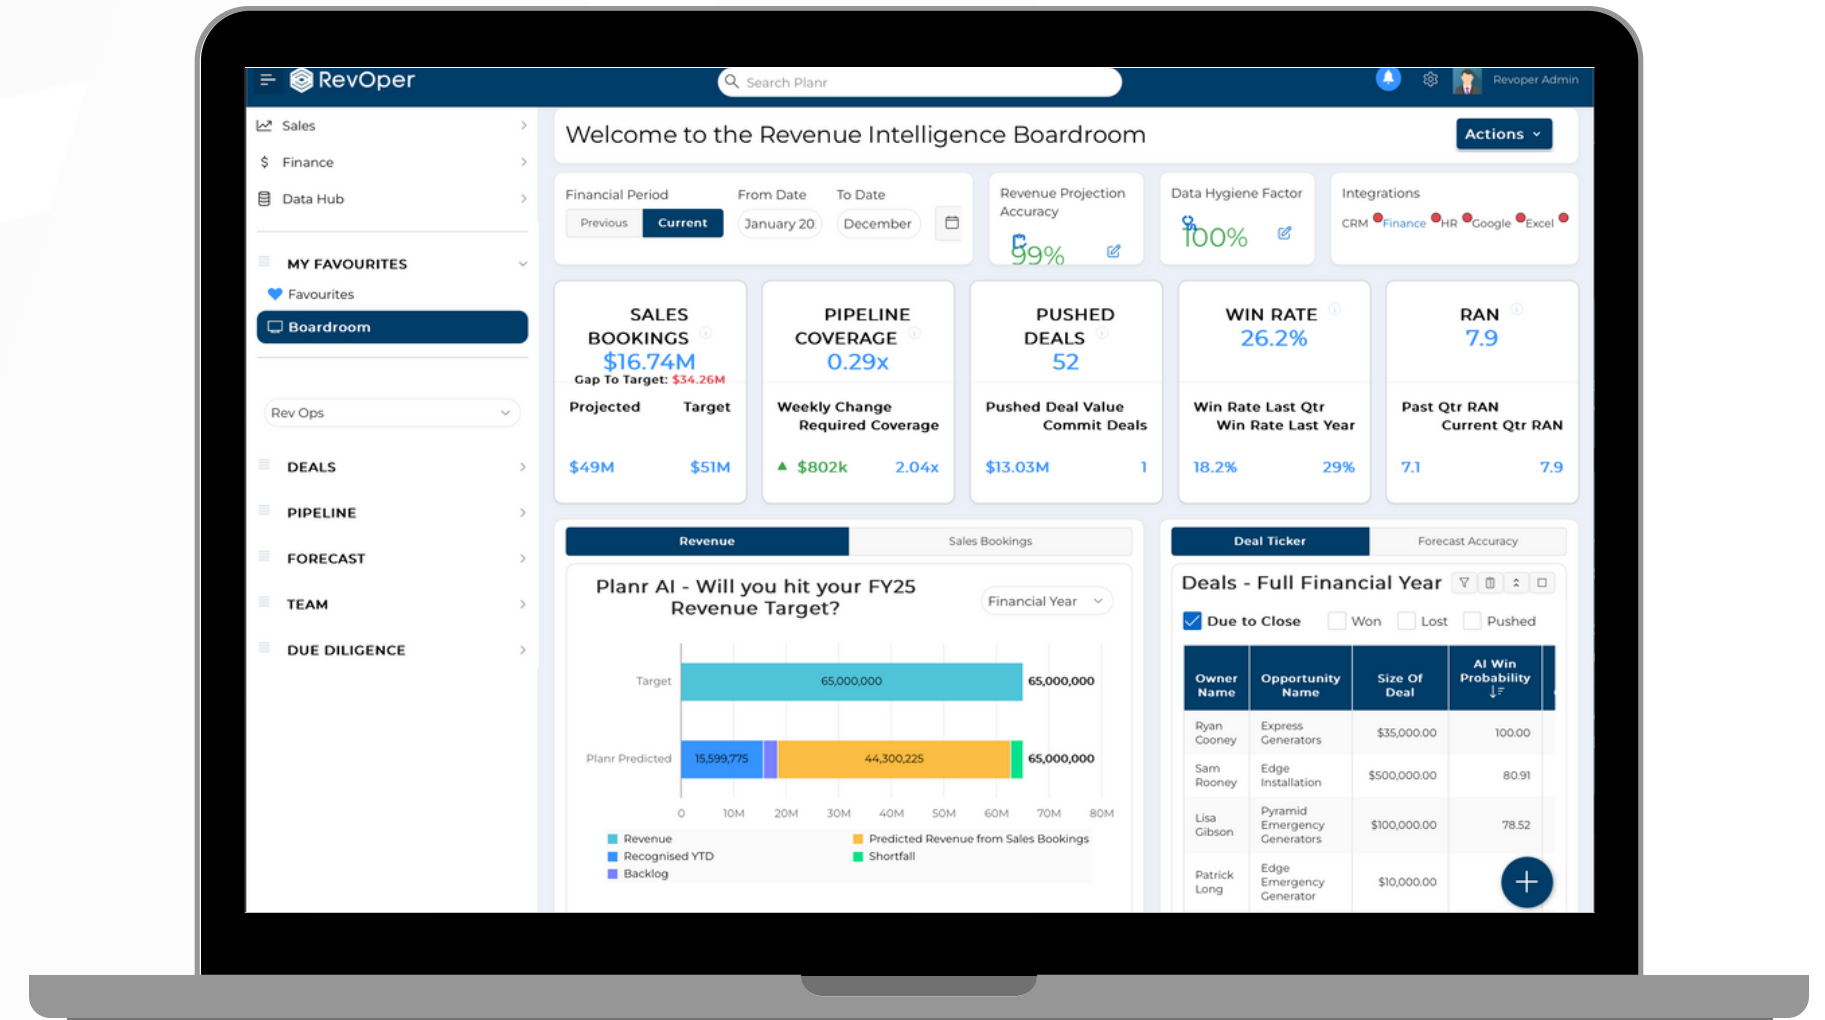 RevOper
Search Planr
Revoper Admin
Sales
Finance
Data Hub
MY FAVOURITES
Favourites
Boardroom
Rev Ops
DEALS
PIPELINE
FORECAST
TEAM
DUE DILIGENCE
Welcome to the Revenue Intelligence Boardroom
Actions
Financial Period
From Date
To Date
Previous
Current
January 20
December
Revenue Projection
Accuracy
99%
Data Hygiene Factor
100%
Integrations
CRM Finance HR Google Excel
SALES
BOOKINGS
$16.74M
Gap To Target: $34.26M
Projected Target
$49M $51M
PIPELINE
COVERAGE
0.29x
Weekly Change
Required Coverage
$802k 2.04x
PUSHED
DEALS
52
Pushed Deal Value
Commit Deals
$13.03M 1
WIN RATE
26.2%
Win Rate Last Qtr
Win Rate Last Year
18.2% 29%
RAN
7.9
Past Qtr RAN
Current Qtr RAN
7.1 7.9
Revenue
Sales Bookings
Planr AI - Will you hit your FY25
Revenue Target?
Financial Year
Target 65,000,000 65,000,000
Planr Predicted 15,599,775 44,300,225 65,000,000
0 10M 20M 30M 40M 50M 60M 70M 80M
Revenue
Recognised YTD
Backlog
Predicted Revenue from Sales Bookings
Shortfall
Deal Ticker
Forecast Accuracy
Deals - Full Financial Year
Due to Close Won Lost Pushed
Owner
Name
Opportunity
Name
Size Of
Deal
AI Win
Probability
Ryan
Cooney
Express
Generators
$35,000.00
100.00
Sam
Rooney
Edge
Installation
$500,000.00
80.91
Lisa
Gibson
Pyramid
Emergency
Generators
$100,000.00
78.52
Patrick
Long
Edge
Emergency
Generator
$10,000.00